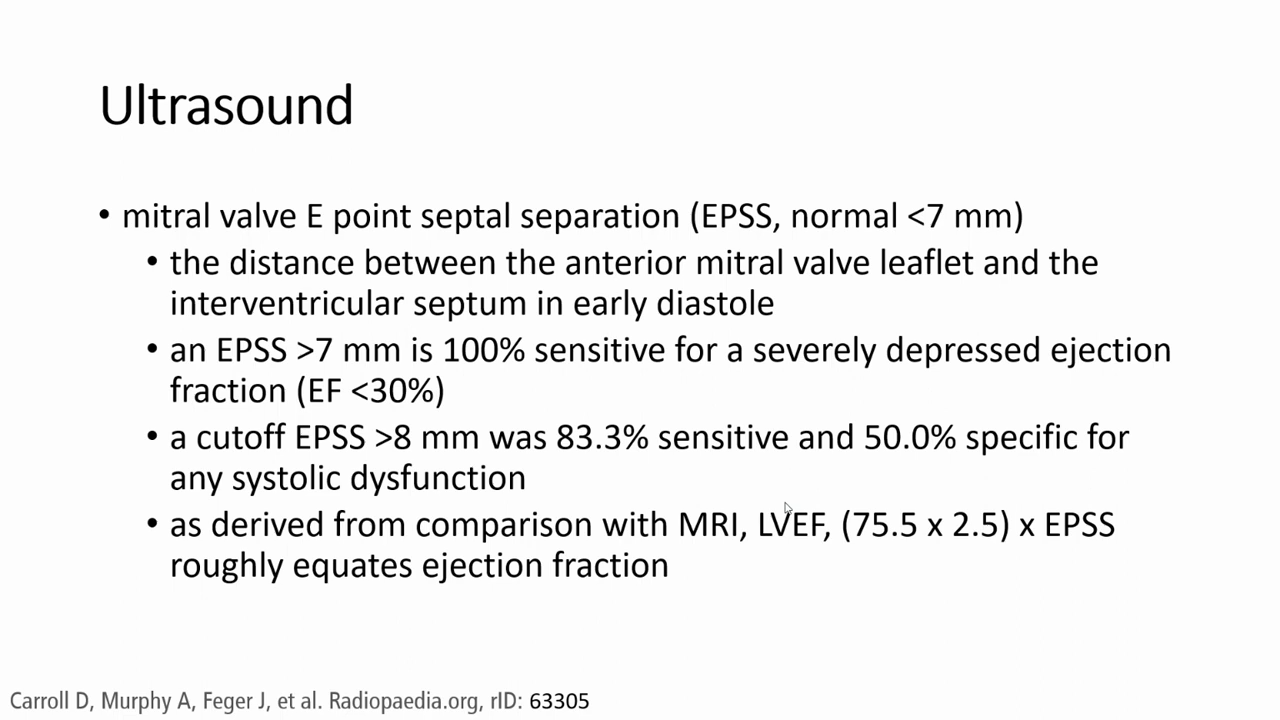 Ultrasound
• mitral valve E point septal separation (EPSS, normal <7 mm)
• the distance between the anterior mitral valve leaflet and the
interventricular septum in early diastole
• an EPSS >7 mm is 100% sensitive for a severely depressed ejection
fraction (EF <30%)
• a cutoff EPSS >8 mm was 83.3% sensitive and 50.0% specific for
any systolic dysfunction
• as derived from comparison with MRI, LVEF, (75.5 x 2.5) x EPSS
roughly equates ejection fraction
Carroll D, Murphy A, Feger J, et al. Radiopaedia.org, rID: 63305